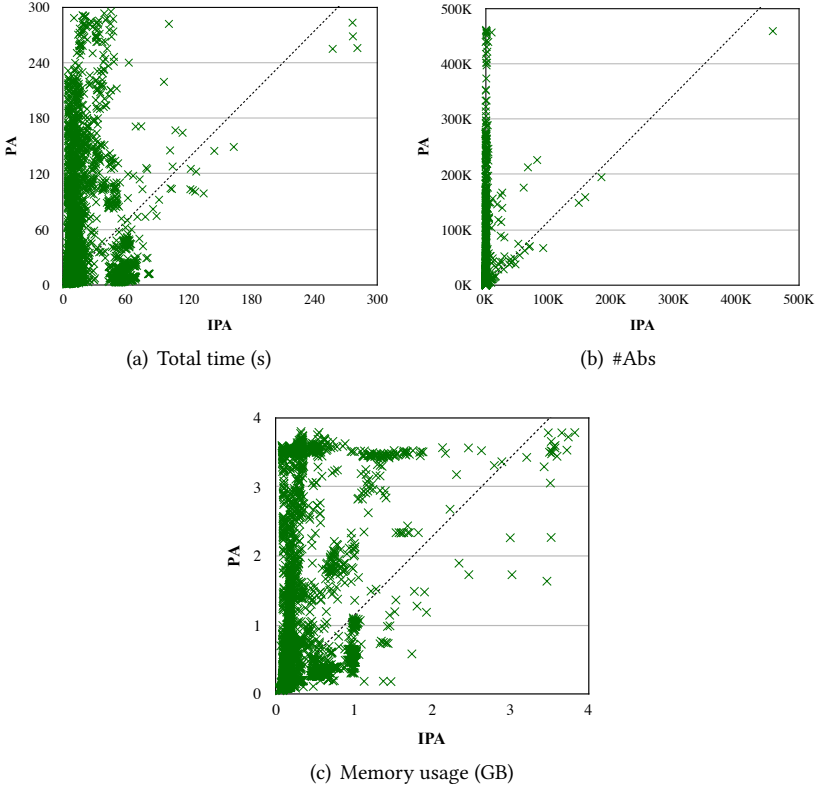 300
240
180
120
60
0
PA
0 60 120 180 240 300
IPA
(a) Total time (s)
500K
400K
300K
200K
100K
0K
PA
0K 100K 200K 300K 400K 500K
IPA
(b) #Abs
4
3
2
1
0
PA
0 1 2 3 4
IPA
(c) Memory usage (GB)